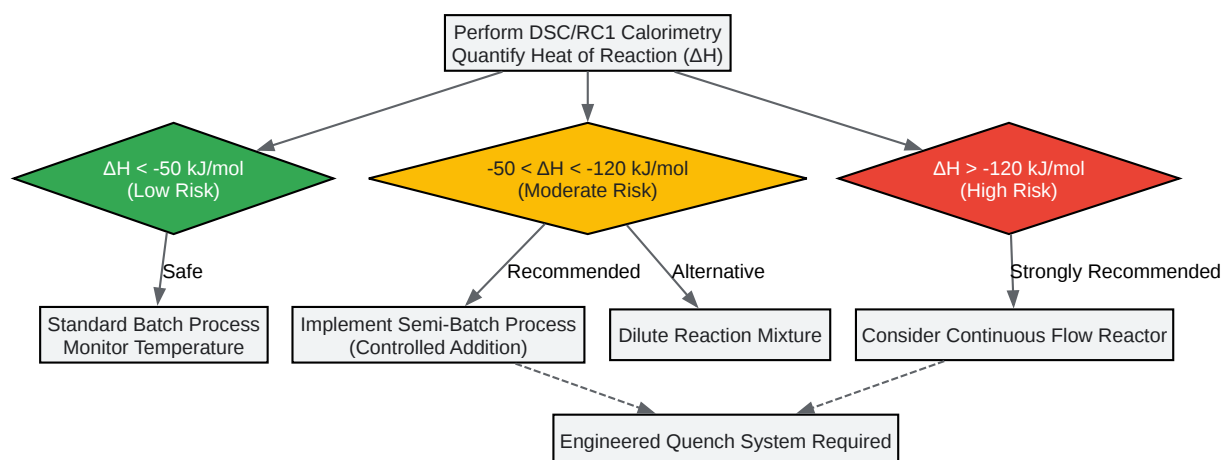 Perform DSC/RC1 Calorimetry
Quantify Heat of Reaction (ΔH)
ΔH < -50 kJ/mol
(Low Risk)
-50 < ΔH < -120 kJ/mol
(Moderate Risk)
ΔH > -120 kJ/mol
(High Risk)
Safe
Recommended
Alternative
Strongly Recommended
Standard Batch Process
Monitor Temperature
Implement Semi-Batch Process
(Controlled Addition)
Dilute Reaction Mixture
Consider Continuous Flow Reactor
Engineered Quench System Required